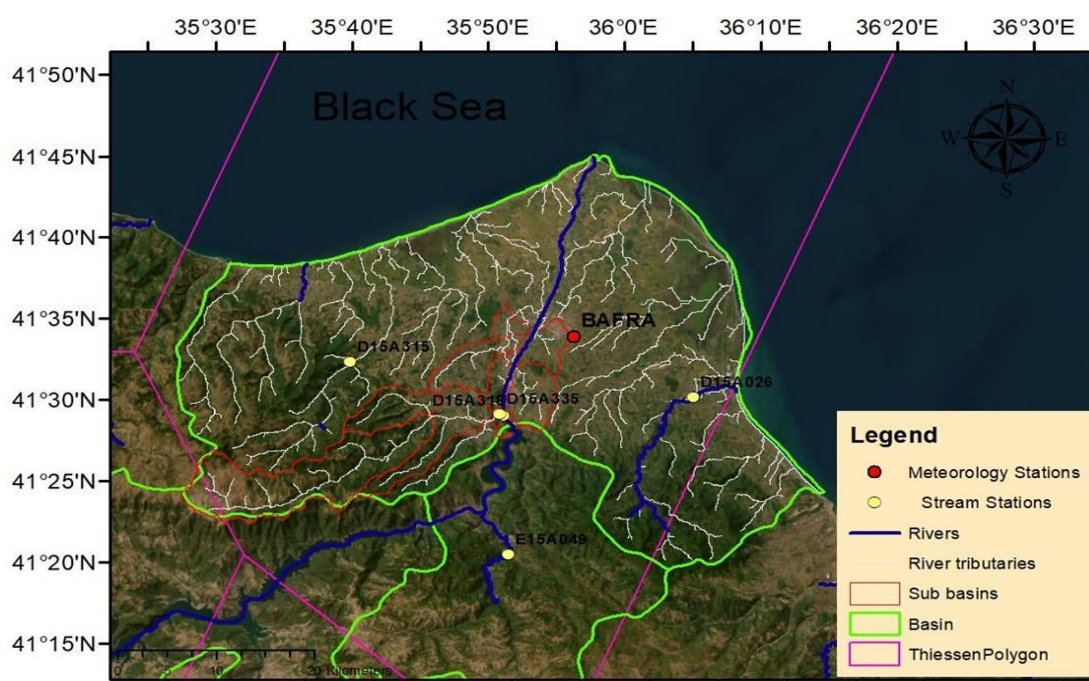 35°30'E 35°40'E 35°50'E 36°0'E 36°10'E 36°20'E 36°30'E
41°50'N
Black Sea
N
W E
S
41°45'N
41°40'N
41°35'N
BAFRA
D15A315
D15A026
41°30'N
D15A318 D15A335
Legend
Meteorology Stations
41°25'N
Stream Stations
Rivers
E15A049
41°20'N
River tributaries
Sub basins
Basin
41°15'N
ThiessenPolygon
0 5 10 20 Kilometers